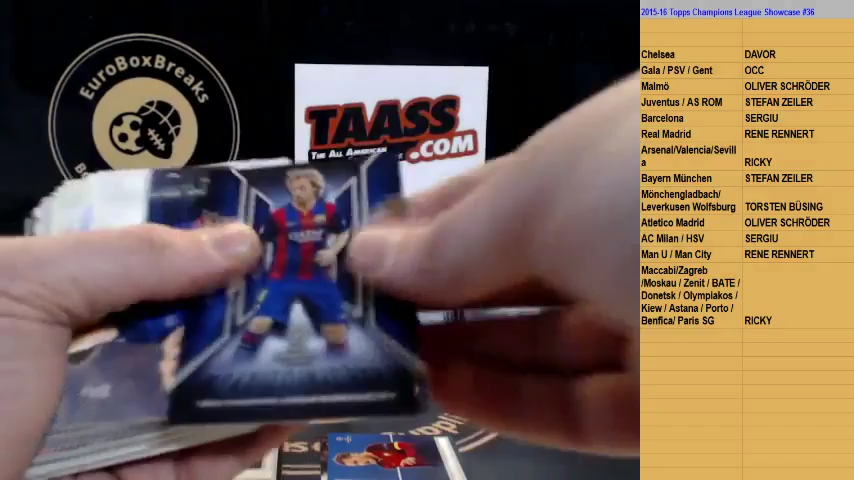 EuroBoxBreaks
TAASS
THE ALL AMERICAN
.COM
2015-16 Topps Champions League Showcase #36
Chelsea DAVOR
Gala / PSV / Gent OCC
Malmö OLIVER SCHRÖDER
Juventus / AS ROM STEFAN ZEILER
Barcelona SERGIU
Real Madrid RENE RENNERT
Arsenal/Valencia/Sevill
a RICKY
Bayern München STEFAN ZEILER
Mönchengladbach/
Leverkusen Wolfsburg TORSTEN BÜSING
Atletico Madrid OLIVER SCHRÖDER
AC Milan / HSV SERGIU
Man U / Man City RENE RENNERT
Maccabi/Zagreb
/Moskau / Zenit / BATE /
Donetsk / Olympiakos /
Kiew / Astana / Porto /
Benfica/ Paris SG RICKY